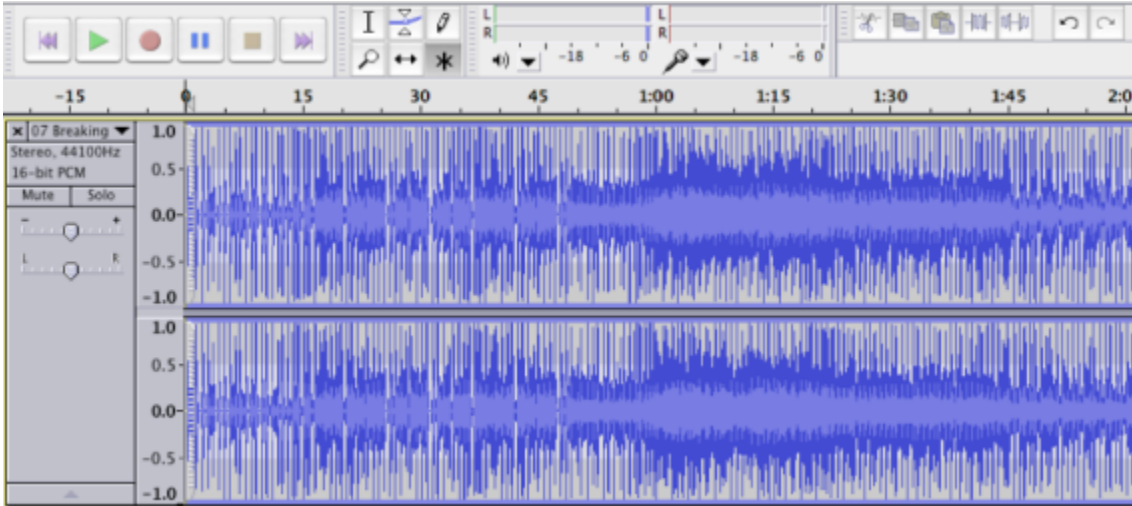 L
R
L
R
-18 -6 0
-18 -6 0
-15 0 15 30 45 1:00 1:15 1:30 1:45 2:0
07 Breaking
Stereo, 44100Hz
16-bit PCM
Mute Solo
- +
L R
1.0
0.5
0.0
-0.5
-1.0
1.0
0.5
0.0
-0.5
-1.0